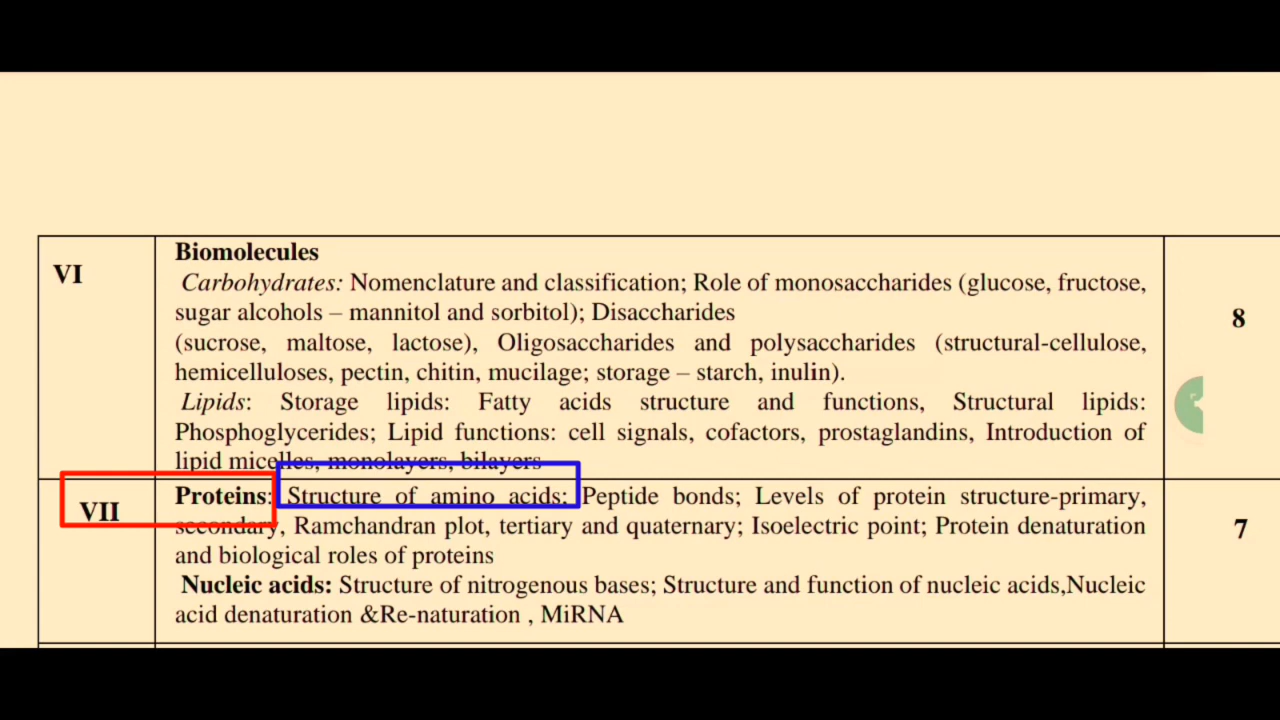 VI
Biomolecules
Carbohydrates: Nomenclature and classification; Role of monosaccharides (glucose, fructose,
sugar alcohols – mannitol and sorbitol); Disaccharides
(sucrose, maltose, lactose), Oligosaccharides and polysaccharides (structural-cellulose,
hemicelluloses, pectin, chitin, mucilage; storage – starch, inulin).
Lipids: Storage lipids: Fatty acids structure and functions, Structural lipids:
Phosphoglycerides; Lipid functions: cell signals, cofactors, prostaglandins, Introduction of
lipid micelles, monolayers, bilayers
8
VII
Proteins: Structure of amino acids; Peptide bonds; Levels of protein structure-primary,
secondary, Ramchandran plot, tertiary and quaternary; Isoelectric point; Protein denaturation
and biological roles of proteins
Nucleic acids: Structure of nitrogenous bases; Structure and function of nucleic acids,Nucleic
acid denaturation &Re-naturation , MiRNA
7